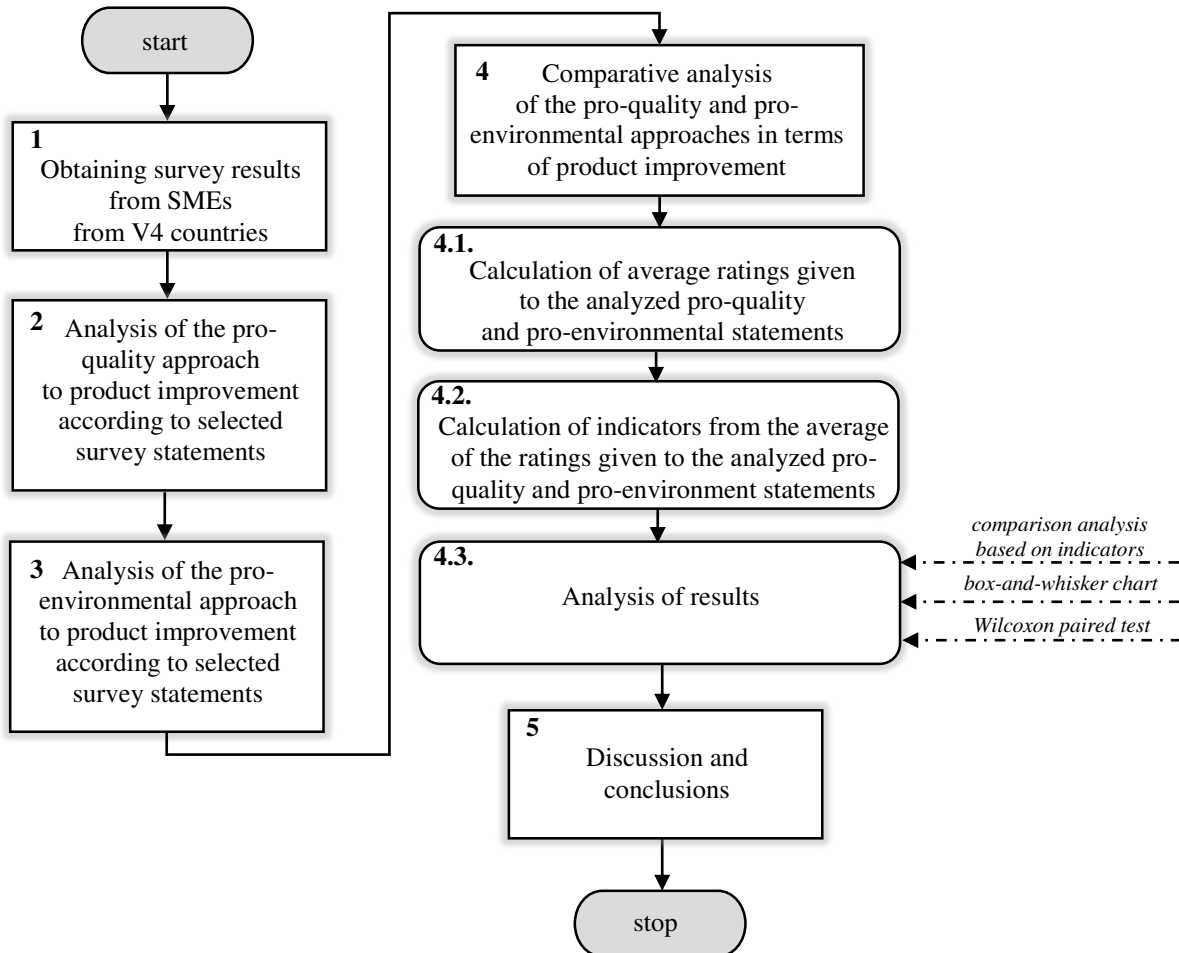 start
1
Obtaining survey results
from SMEs
from V4 countries
2
Analysis of the pro-
quality approach
to product improvement
according to selected
survey statements
3
Analysis of the pro-
environmental approach
to product improvement
according to selected
survey statements
4
Comparative analysis
of the pro-quality and pro-
environmental approaches in terms
of product improvement
4.1.
Calculation of average ratings given
to the analyzed pro-quality
and pro-environmental statements
4.2.
Calculation of indicators from the average
of the ratings given to the analyzed pro-
quality and pro-environment statements
4.3.
Analysis of results
comparison analysis
based on indicators
box-and-whisker chart
Wilcoxon paired test
5
Discussion and
conclusions
stop